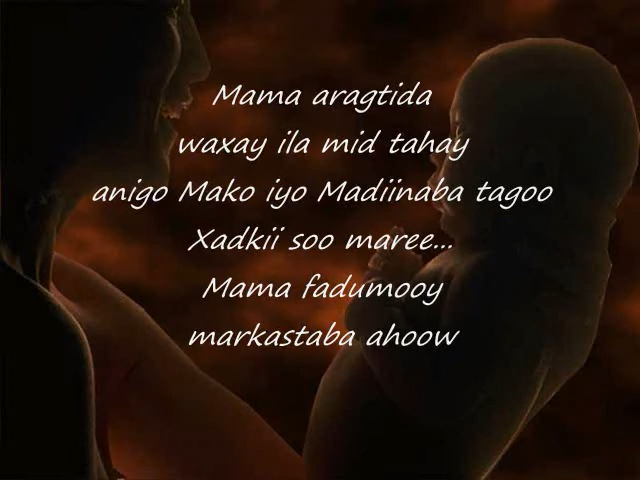 Mama aragtida
waxay ila mid tahay
anigo Mako iyo Madiinaba tagoo
Xadkii soo maree...
Mama fadumooy
markastaba ahoow